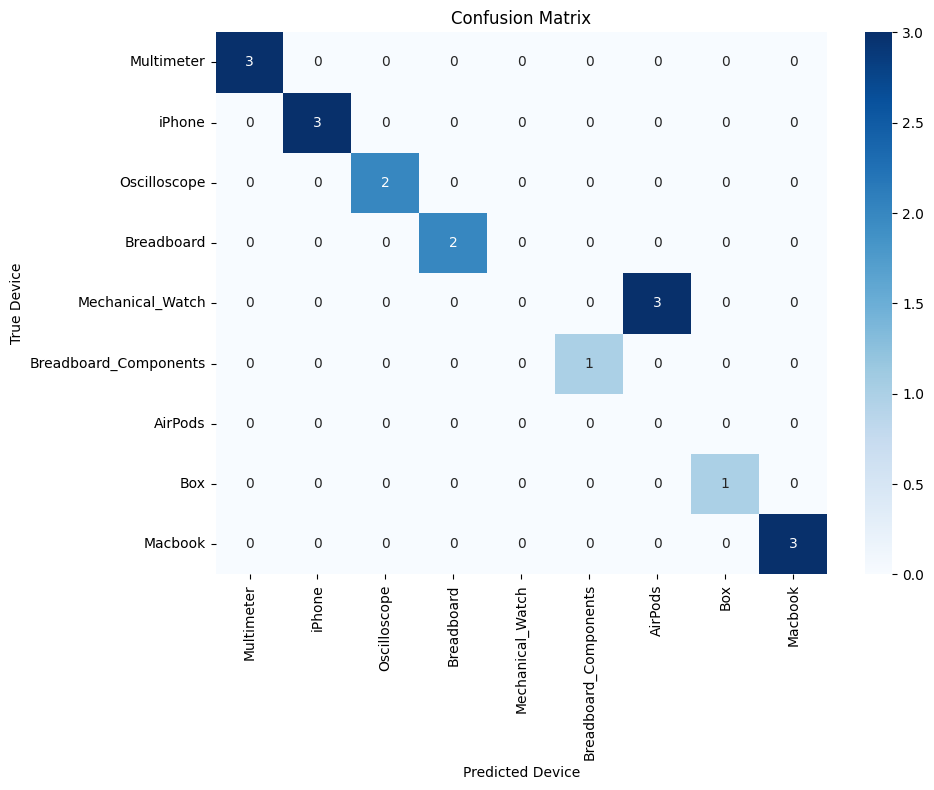 Confusion Matrix
True Device
Multimeter 3 0 0 0 0 0 0 0 0
iPhone 0 3 0 0 0 0 0 0 0
Oscilloscope 0 0 2 0 0 0 0 0 0
Breadboard 0 0 0 2 0 0 0 0 0
Mechanical_Watch 0 0 0 0 0 0 3 0 0
Breadboard_Components 0 0 0 0 0 1 0 0 0
AirPods 0 0 0 0 0 0 0 0 0
Box 0 0 0 0 0 0 0 1 0
Macbook 0 0 0 0 0 0 0 0 3
Multimeter
iPhone
Oscilloscope
Breadboard
Mechanical_Watch
Breadboard_Components
AirPods
Box
Macbook
Predicted Device
3.0
2.5
2.0
1.5
1.0
0.5
0.0